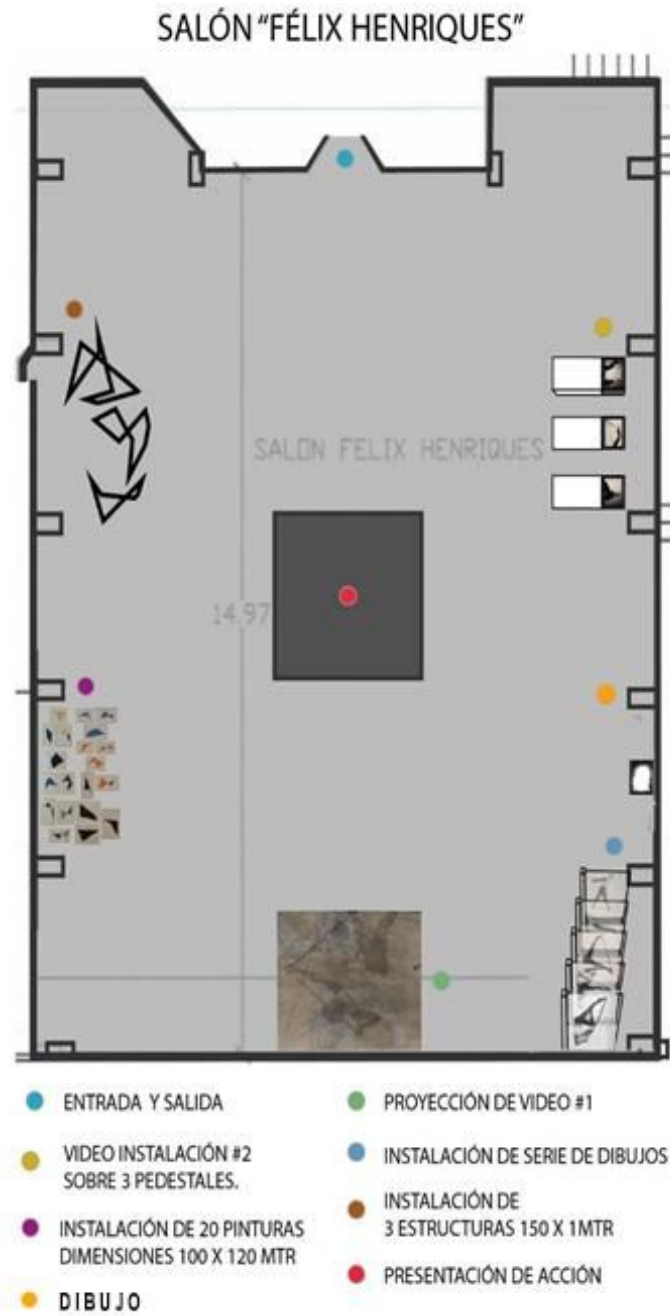 SALÓN “FÉLIX HENRIQUES”
SALON FELIX HENRIQUES
14.97
ENTRADA Y SALIDA
VIDEO INSTALACIÓN #2
SOBRE 3 PEDESTALES.
INSTALACIÓN DE 20 PINTURAS
DIMENSIONES 100 X 120 MTR
DIBUJO
PROYECCIÓN DE VIDEO #1
INSTALACIÓN DE SERIE DE DIBUJOS
INSTALACIÓN DE
3 ESTRUCTURAS 150 X 1MTR
PRESENTACIÓN DE ACCIÓN